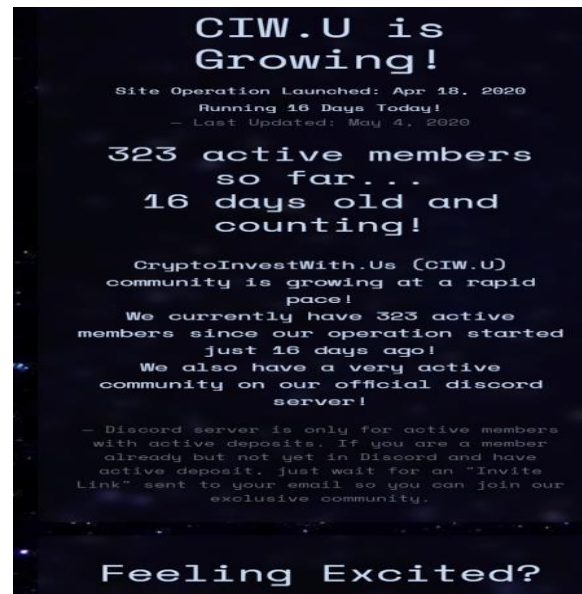 CIW.U is
Growing!
Site Operation Launched: Apr 18, 2020
Running 16 Days Today!
— Last Updated: May 4, 2020
323 active members
so far...
16 days old and
counting!
CryptoInvestWith.Us (CIW.U)
community is growing at a rapid
pace!
We currently have 323 active
members since our operation started
just 16 days ago!
We also have a very active
community on our official discord
server!
— Discord server is only for active members
with active deposits. If you are a member
already but not yet in Discord and have
active deposit, just wait for an "Invite
Link" sent to your email so you can join our
exclusive community.
Feeling Excited?